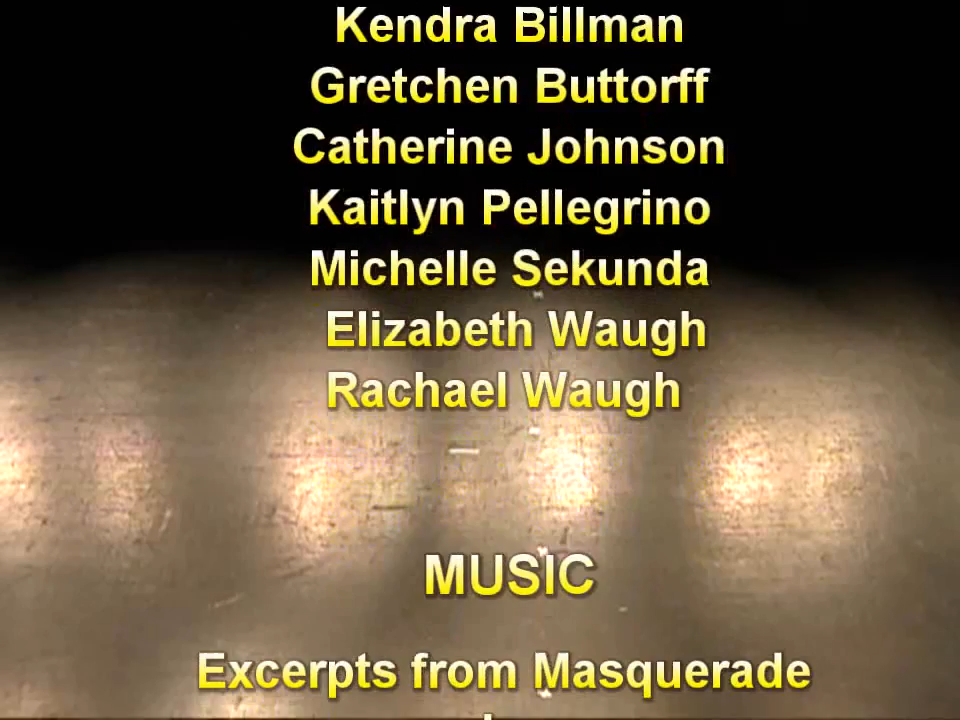 Kendra Billman
Gretchen Buttorff
Catherine Johnson
Kaitlyn Pellegrino
Michelle Sekunda
Elizabeth Waugh
Rachael Waugh
MUSIC
Excerpts from Masquerade